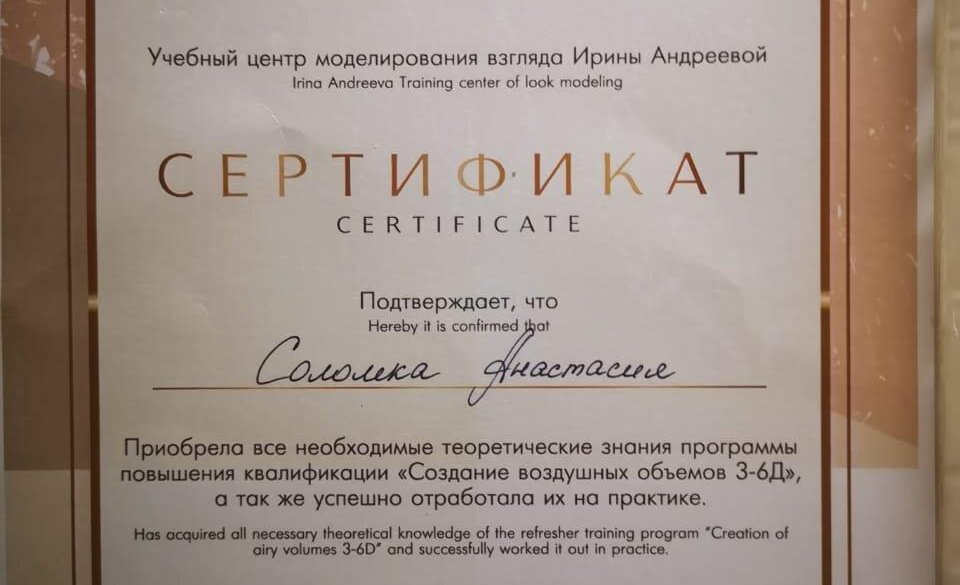 Учебный центр моделирования взгляда Ирины Андреевой
Irina Andreeva Training center of look modeling
СЕРТИФИКАТ
CERTIFICATE
Подтверждает, что
Hereby it is confirmed that
Соломка Анастасия
Приобрела все необходимые теоретические знания программы
повышения квалификации «Создание воздушных объемов 3-6Д»,
а так же успешно отработала их на практике.
Has acquired all necessary theoretical knowledge of the refresher training program "Creation of
airy volumes 3-6D" and successfully worked it out in practice.